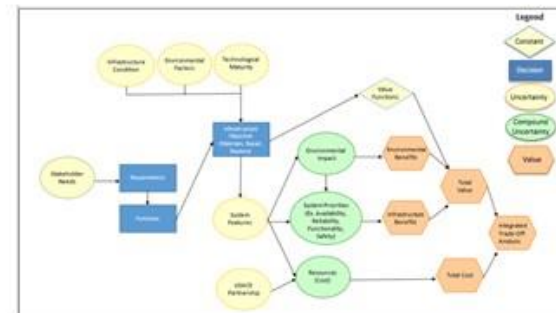 Legend
Constant
Decision
Uncertainty
Compound
Uncertainty
Value
Infrastructure
Condition
Environmental
Factors
Technological
Maturity
Value
Functions
Stakeholder
Needs
Requirements
System
Features
Environmental
Impact
System Priorities
(Ex. Availability,
Reliability,
Functionality,
Safety)
Resources
(Cost)
Environmental
Benefits
Infrastructure
Benefits
Total
Value
Total Cost
Integrated
Trade-Off
Analysis
USACE
Partnership